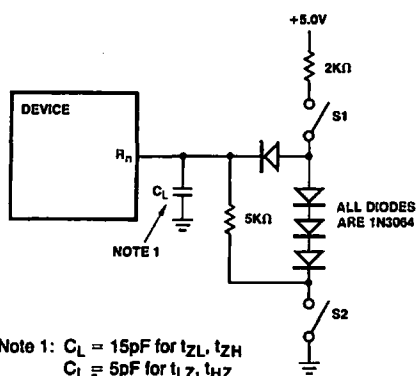 +5.0V
2KΩ
S1
DEVICE
Rn
CL
NOTE 1
5KΩ
ALL DIODES
ARE 1N3064
S2
Note 1: CL = 15pF for tZL, tZH
CL = 5pF for tLZ, tHZ